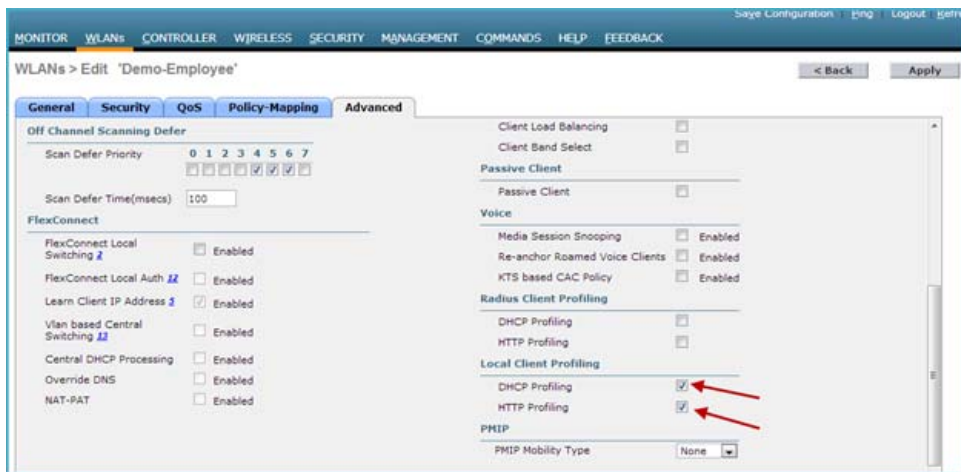 Save Configuration | Ping | Logout | Refre
MONITOR WLANs CONTROLLER WIRELESS SECURITY MANAGEMENT COMMANDS HELP FEEDBACK
WLANs > Edit 'Demo-Employee'
< Back
Apply
General
Security
QoS
Policy-Mapping
Advanced
Off Channel Scanning Defer
Scan Defer Priority 0 1 2 3 4 5 6 7
Scan Defer Time(msecs) 100
FlexConnect
FlexConnect Local
Switching 2 Enabled
FlexConnect Local Auth 12 Enabled
Learn Client IP Address 5 Enabled
Vlan based Central
Switching 13 Enabled
Central DHCP Processing Enabled
Override DNS Enabled
NAT-PAT Enabled
Client Load Balancing
Client Band Select
Passive Client
Passive Client
Voice
Media Session Snooping Enabled
Re-anchor Roamed Voice Clients Enabled
KTS based CAC Policy Enabled
Radius Client Profiling
DHCP Profiling
HTTP Profiling
Local Client Profiling
DHCP Profiling
HTTP Profiling
PMIP
PMIP Mobility Type None